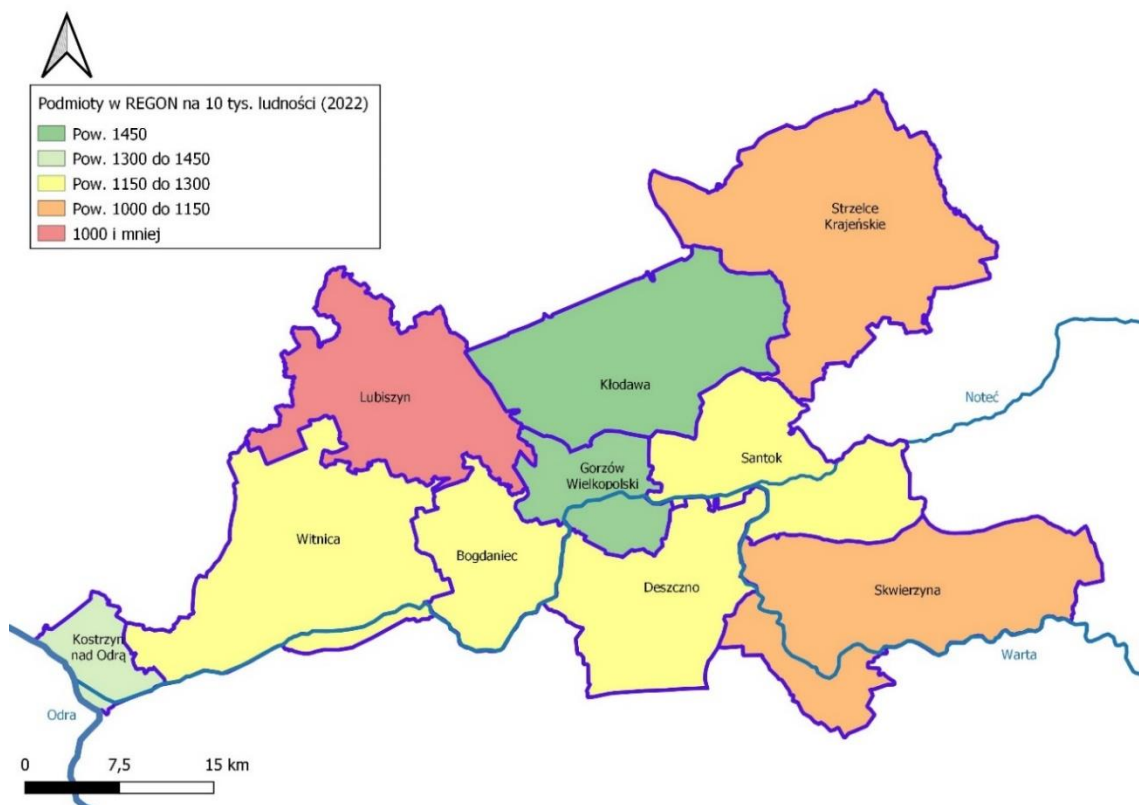 Podmioty w REGON na 10 tys. ludności (2022)
Pow. 1450
Pow. 1300 do 1450
Pow. 1150 do 1300
Pow. 1000 do 1150
1000 i mniej
Strzelce
Krajeńskie
Kłodawa
Lubiszyn
Noteć
Gorzów
Wielkopolski
Santok
Witnica
Bogdaniec
Deszczno
Skwierzyna
Kostrzyn
nad Odrą
Warta
Odra
0 7,5 15 km